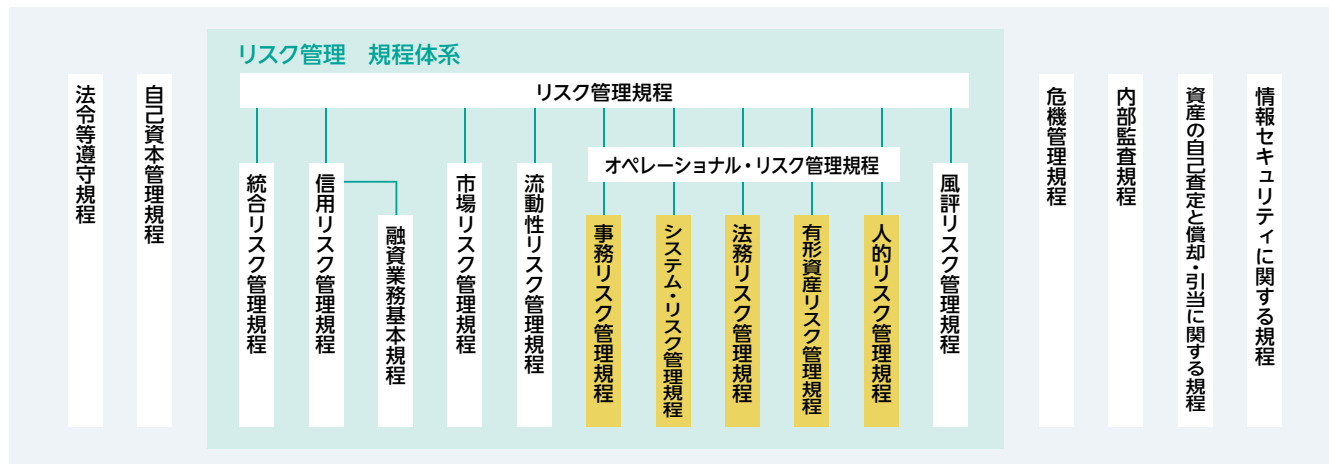 リスク管理　規程体系
法令等遵守規程
自己資本管理規程
リスク管理規程
統合リスク管理規程
信用リスク管理規程
融資業務基本規程
市場リスク管理規程
流動性リスク管理規程
オペレーショナル・リスク管理規程
事務リスク管理規程
システム・リスク管理規程
法務リスク管理規程
有形資産リスク管理規程
人的リスク管理規程
風評リスク管理規程
危機管理規程
内部監査規程
資産の自己査定と償却・引当に関する規程
情報セキュリティに関する規程